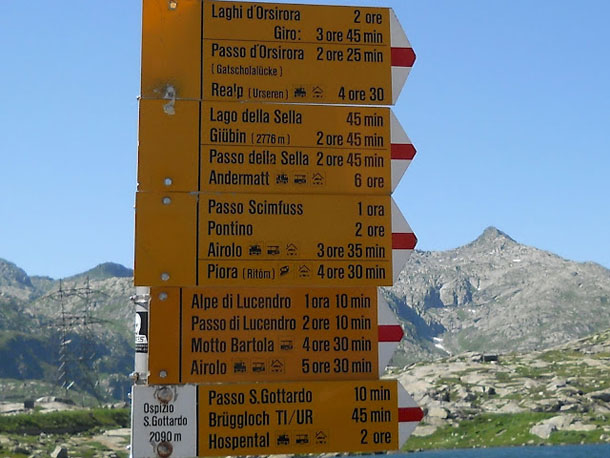 Laghi d'Orsirora 2 ore
Giro: 3 ore 45 min
Passo d'Orsirora 2 ore 25 min
(Gatscholalücke)
Realp (Urseren) 4 ore 30
Lago della Sella 45 min
Giübin (2776 m) 2 ore 45 min
Passo della Sella 2 ore 45 min
Andermatt 6 ore
Passo Scimfuss 1 ora
Pontino 2 ore
Airolo 3 ore 35 min
Piora (Ritóm) 4 ore 30 min
Alpe di Lucendro 1 ora 10 min
Passo di Lucendro 2 ore 10 min
Motto Bartola 4 ore 30 min
Airolo 5 ore 30 min
Ospizio
S.Gottardo
2090 m
Passo S.Gottardo 10 min
Brüggloch TI/UR 45 min
Hospental 2 ore